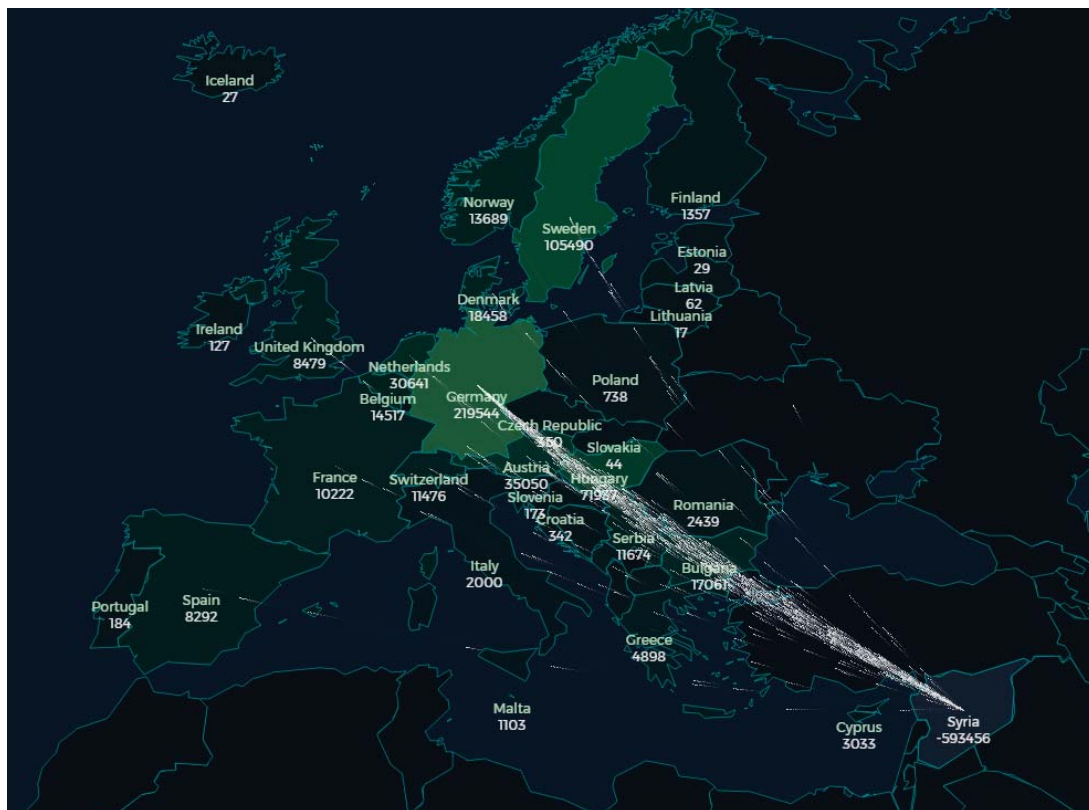 Iceland
27
Norway
13689
Finland
1357
Sweden
105490
Estonia
29
Latvia
62
Denmark
18458
Lithuania
17
Ireland
127
United Kingdom
8479
Netherlands
30641
Belgium
14517
Germany
219544
Poland
738
Czech Republic
Slovakia
44
Austria
35050
Hungary
71937
France
10222
Switzerland
11476
Slovenia
173
Croatia
342
Romania
2439
Serbia
11674
Bulgaria
17061
Italy
2000
Portugal
184
Spain
8292
Greece
4898
Malta
1103
Cyprus
3033
Syria
-593456